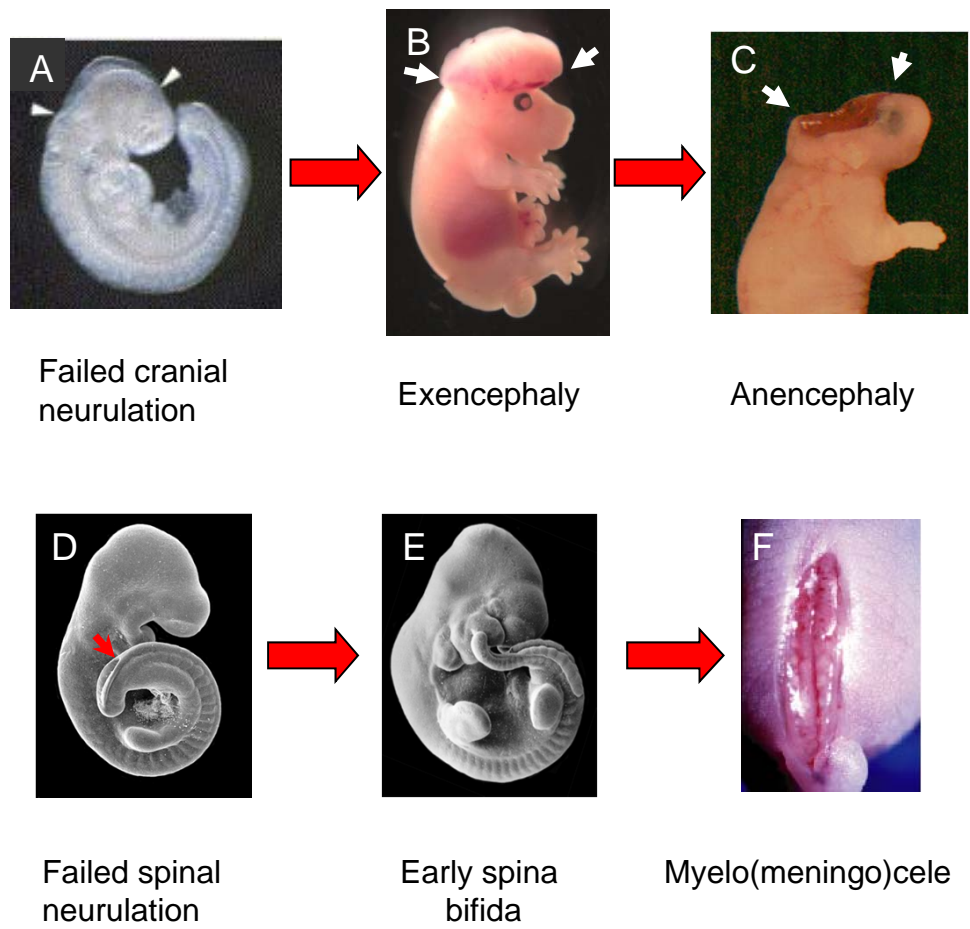 A
B
C
Failed cranial
neurulation
Exencephaly
Anencephaly
D
E
F
Failed spinal
neurulation
Early spina
bifida
Myelo(meningo)cele